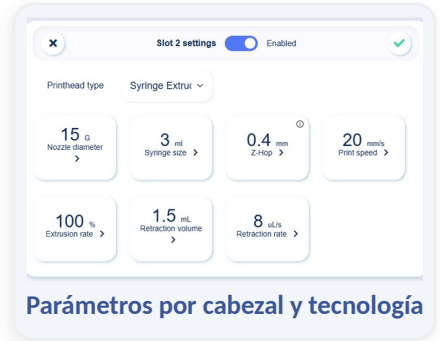 Slot 2 settings Enabled
Printhead type Syringe Extruc
15 G
Nozzle diameter
3 ml
Syringe size
0.4 mm
Z-Hop
20 mm/s
Print speed
100 %
Extrusion rate
1.5 mL
Retraction volume
8 uL/s
Retraction rate
Parámetros por cabezal y tecnología